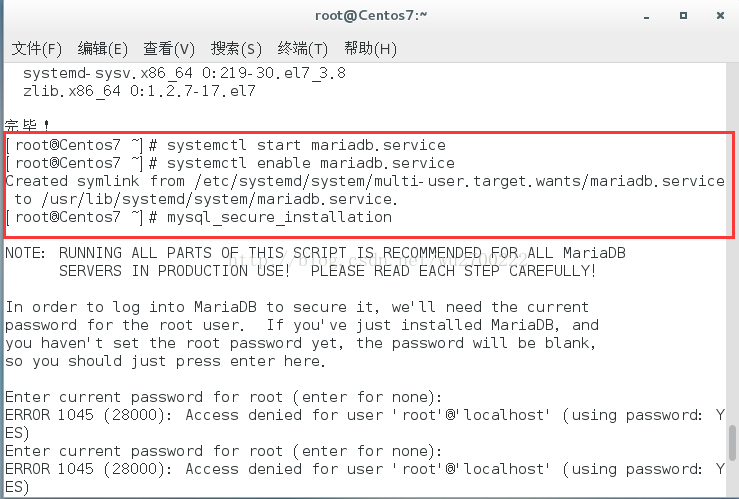 root@Centos7:~
文件(F) 编辑(E) 查看(V) 搜索(S) 终端(T) 帮助(H)
systemd-sysv.x86_64 0:219-30.el7_3.8
zlib.x86_64 0:1.2.7-17.el7
完毕！
[root@Centos7 ~]# systemctl start mariadb.service
[root@Centos7 ~]# systemctl enable mariadb.service
Created symlink from /etc/systemd/system/multi-user.target.wants/mariadb.service
to /usr/lib/systemd/system/mariadb.service.
[root@Centos7 ~]# mysql_secure_installation
NOTE: RUNNING ALL PARTS OF THIS SCRIPT IS RECOMMENDED FOR ALL MariaDB
SERVERS IN PRODUCTION USE! PLEASE READ EACH STEP CAREFULLY!
In order to log into MariaDB to secure it, we'll need the current
password for the root user. If you've just installed MariaDB, and
you haven't set the root password yet, the password will be blank,
so you should just press enter here.
Enter current password for root (enter for none):
ERROR 1045 (28000): Access denied for user 'root'@'localhost' (using password: Y
ES)
Enter current password for root (enter for none):
ERROR 1045 (28000): Access denied for user 'root'@'localhost' (using password: Y
ES)